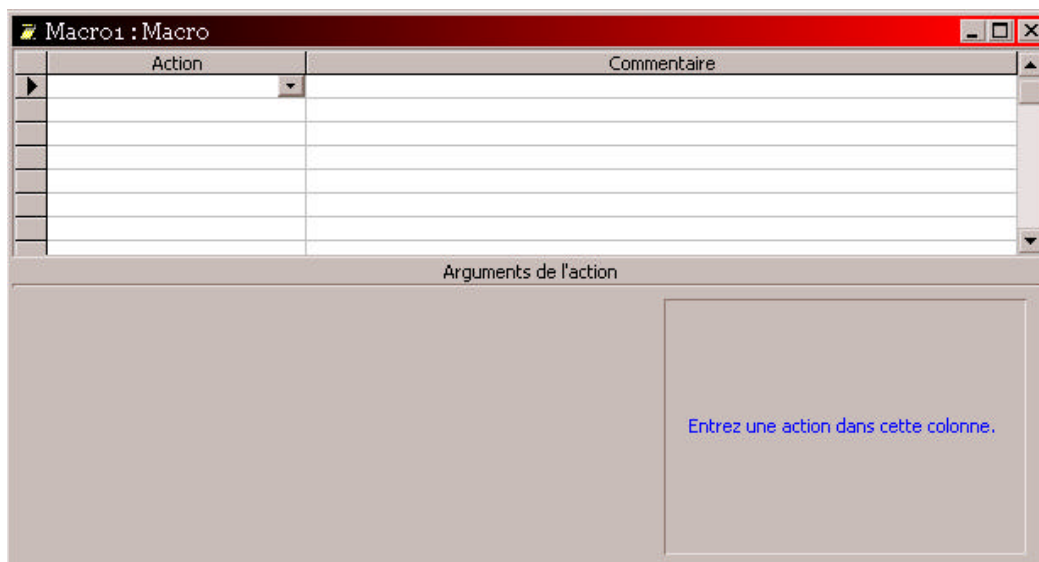 Macro1 : Macro
Action Commentaire
Arguments de l'action
Entrez une action dans cette colonne.